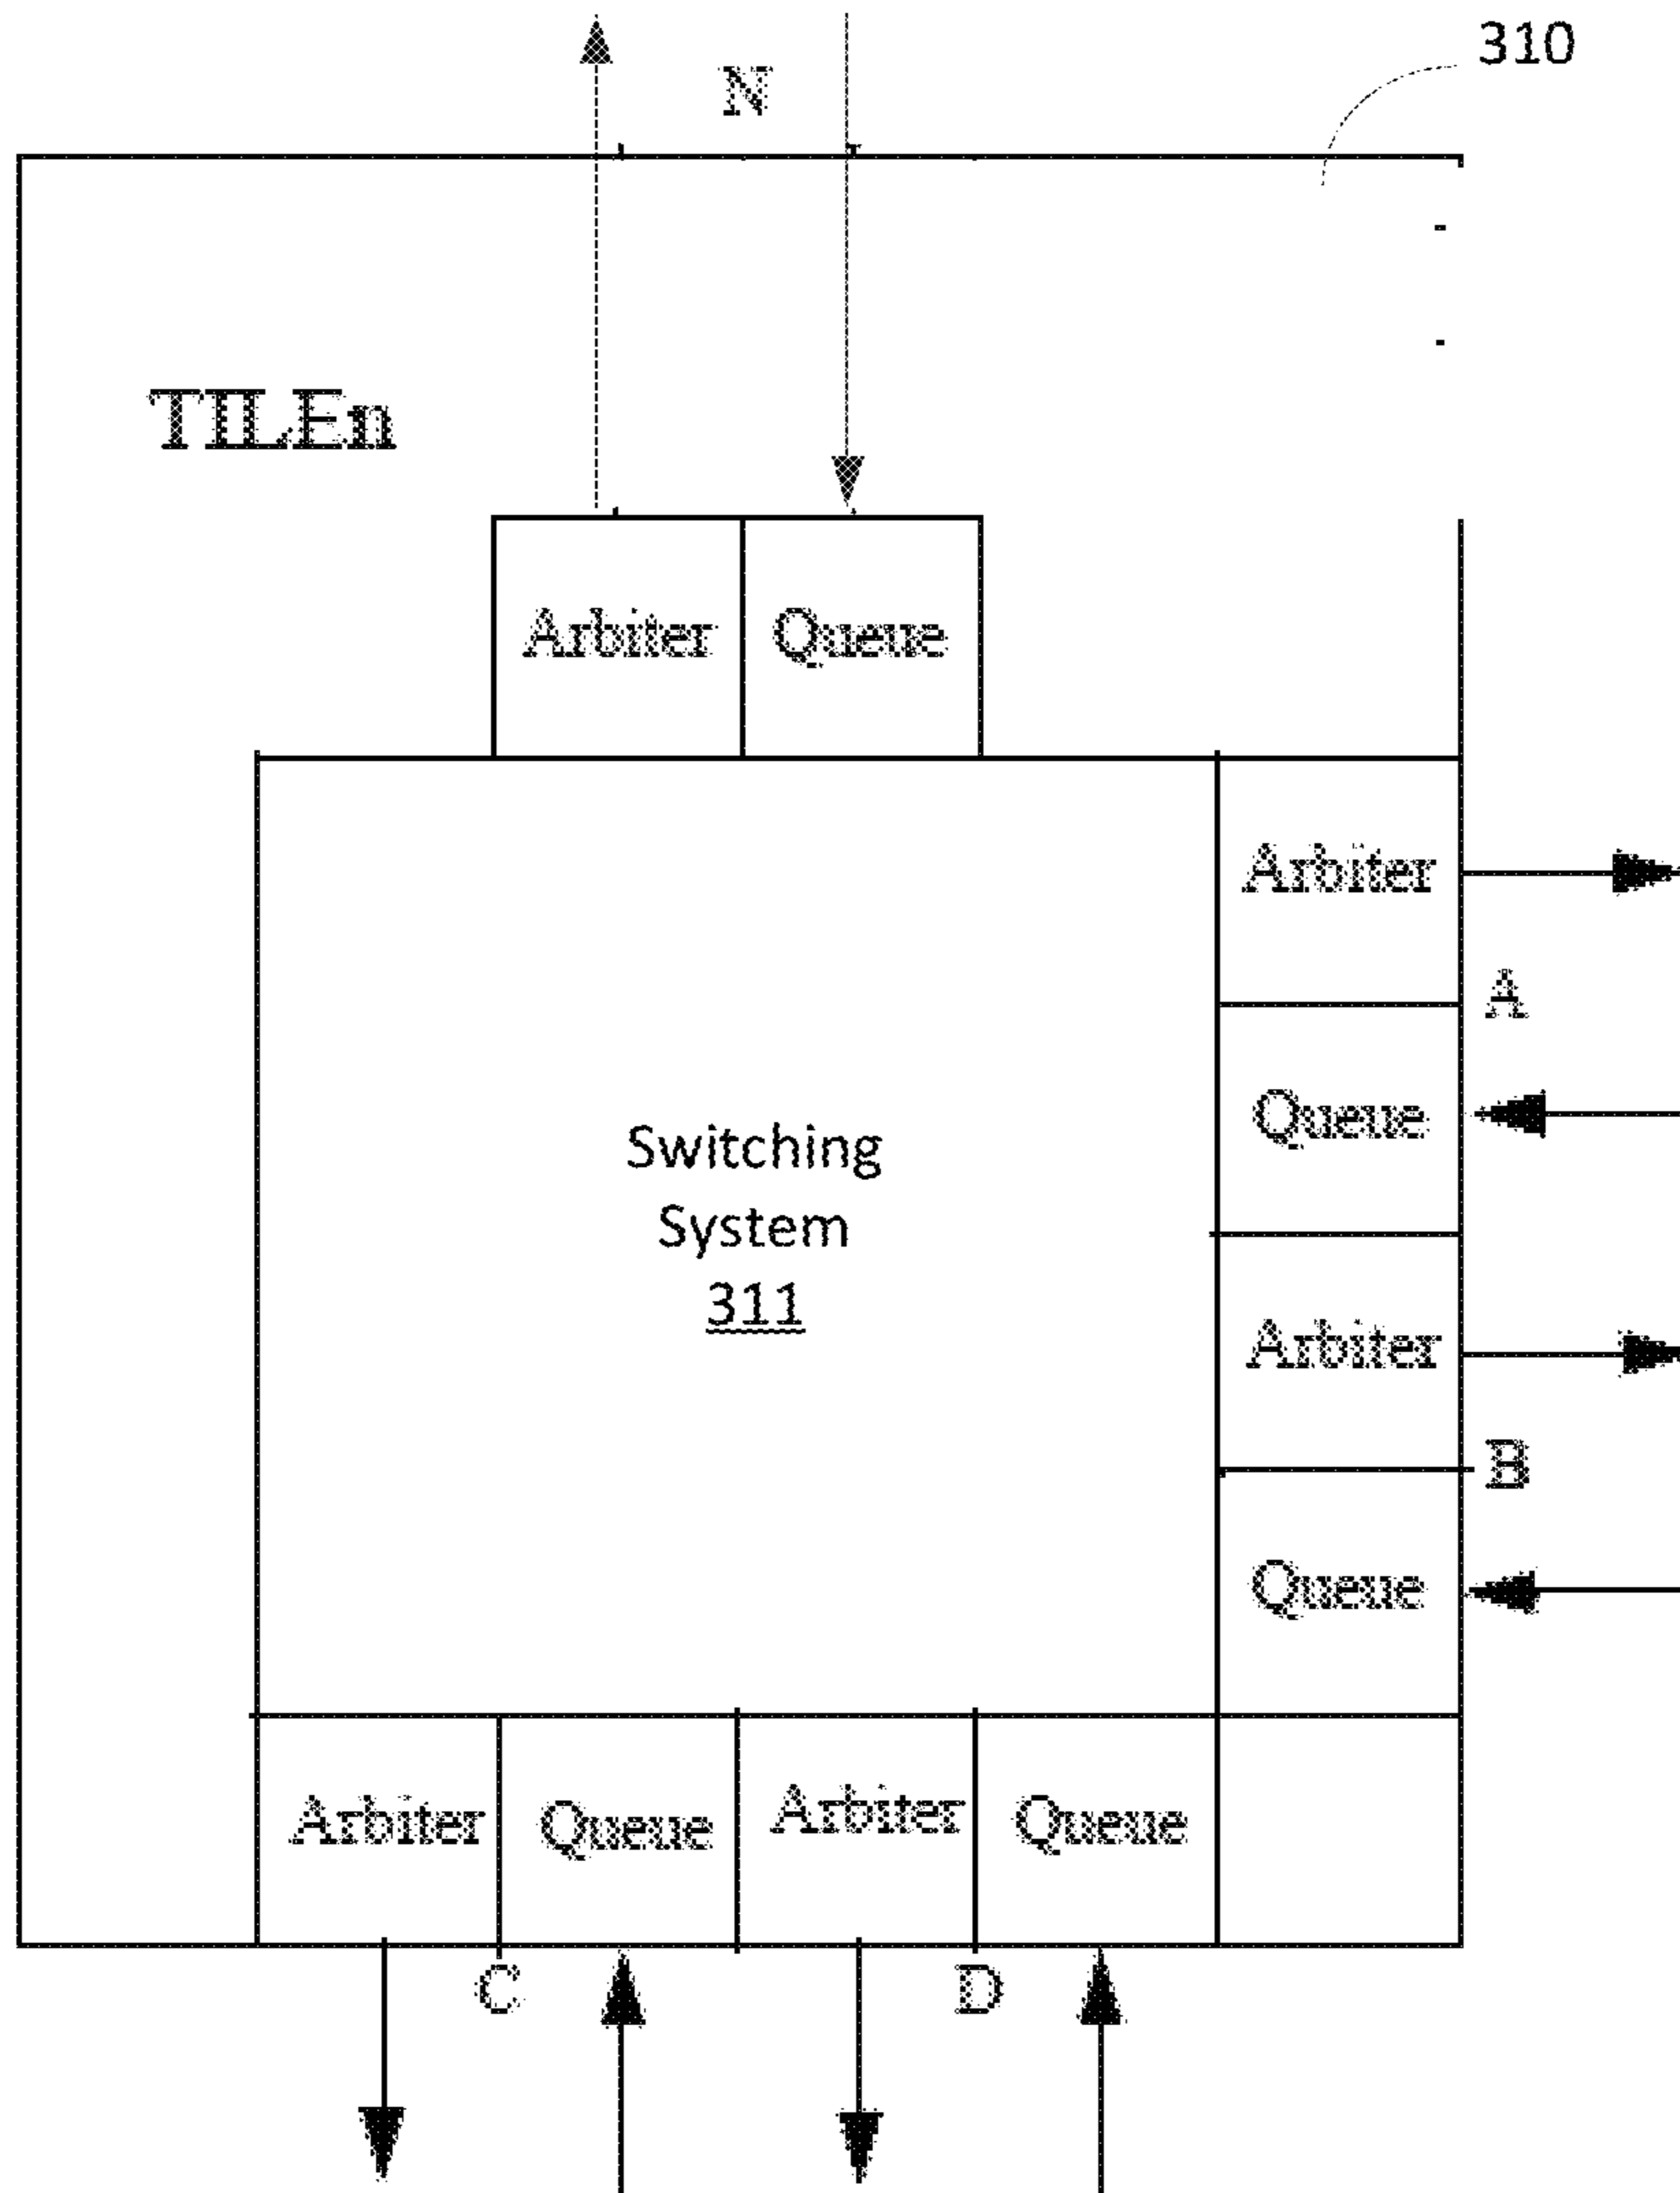 310
N
TILEn
Arbiter Queue
Arbiter
A
Queue
Switching
System
311
Arbiter
B
Queue
Arbiter Queue Arbiter Queue
C D